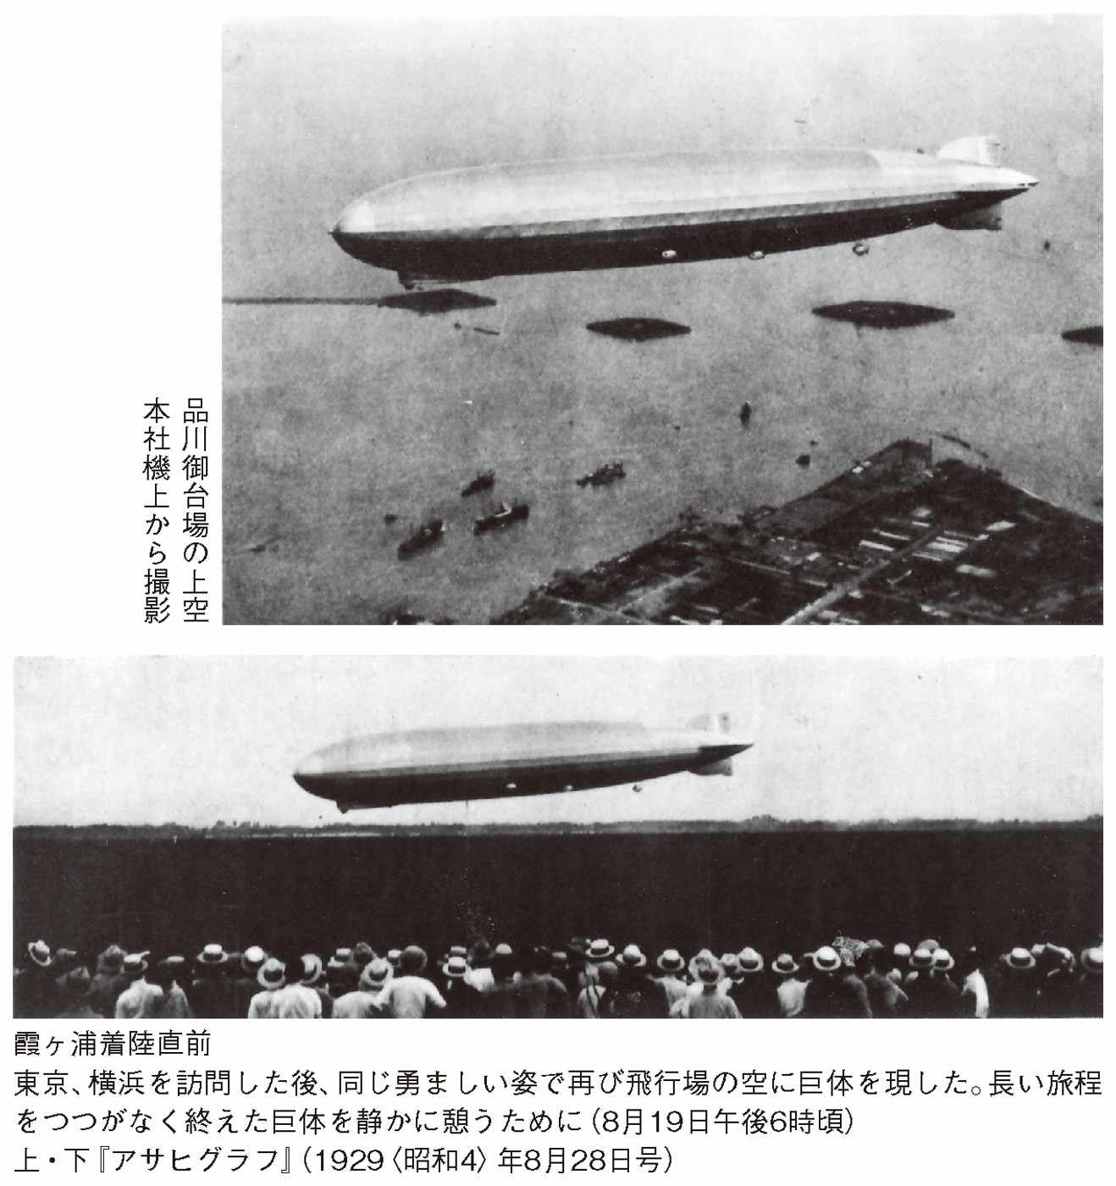 品川御台場の上空
本社機上から撮影
霞ヶ浦着陸直前
東京、横浜を訪問した後、同じ勇ましい姿で再び飛行場の空に巨体を現した。長い旅程
をつつがなく終えた巨体を静かに憩うために（8月19日午後6時頃）
上・下『アサヒグラフ』（1929〈昭和4〉年8月28日号）